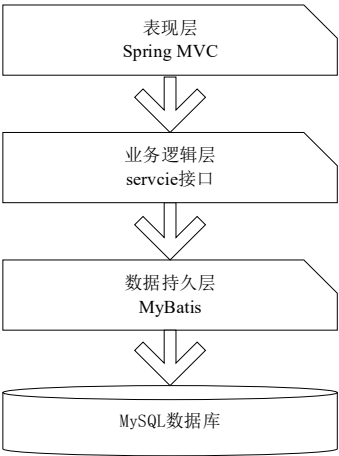 表现层
Spring MVC
业务逻辑层
servcie接口
数据持久层
MyBatis
MySQL数据库